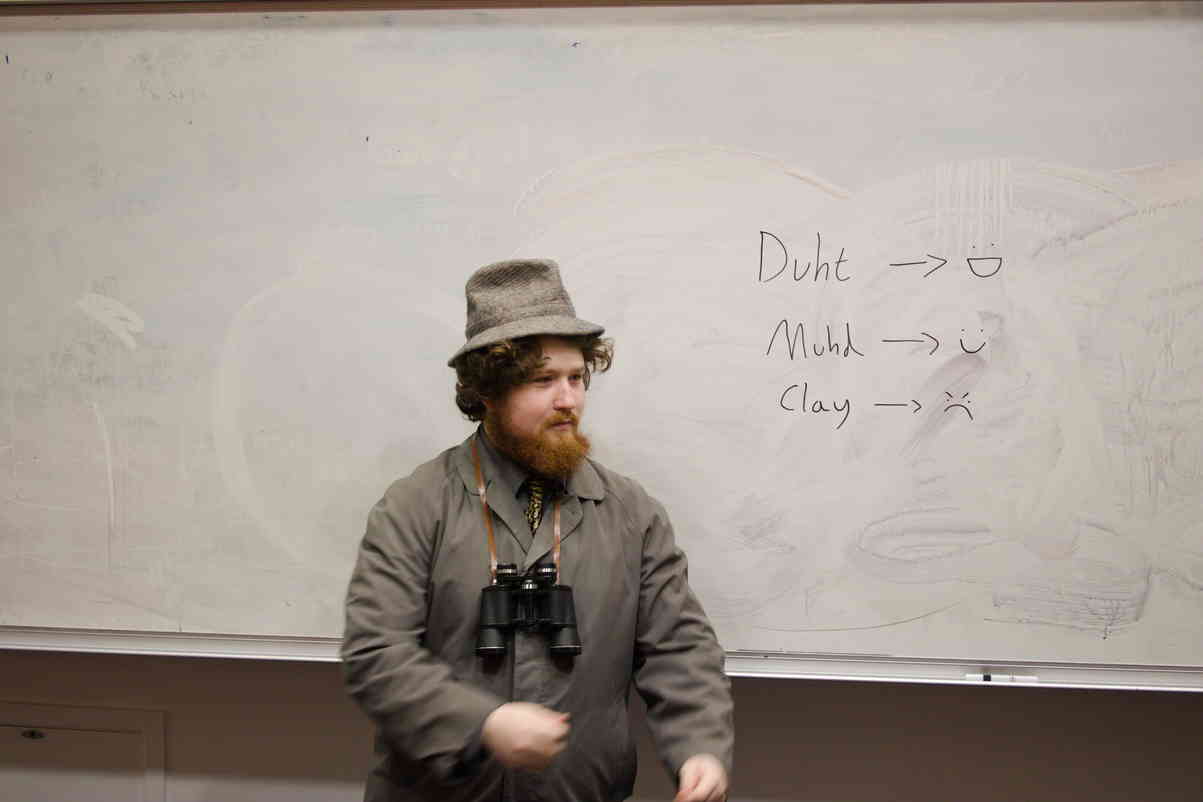 Duht → :D
Muhd → :)
Clay → >:(